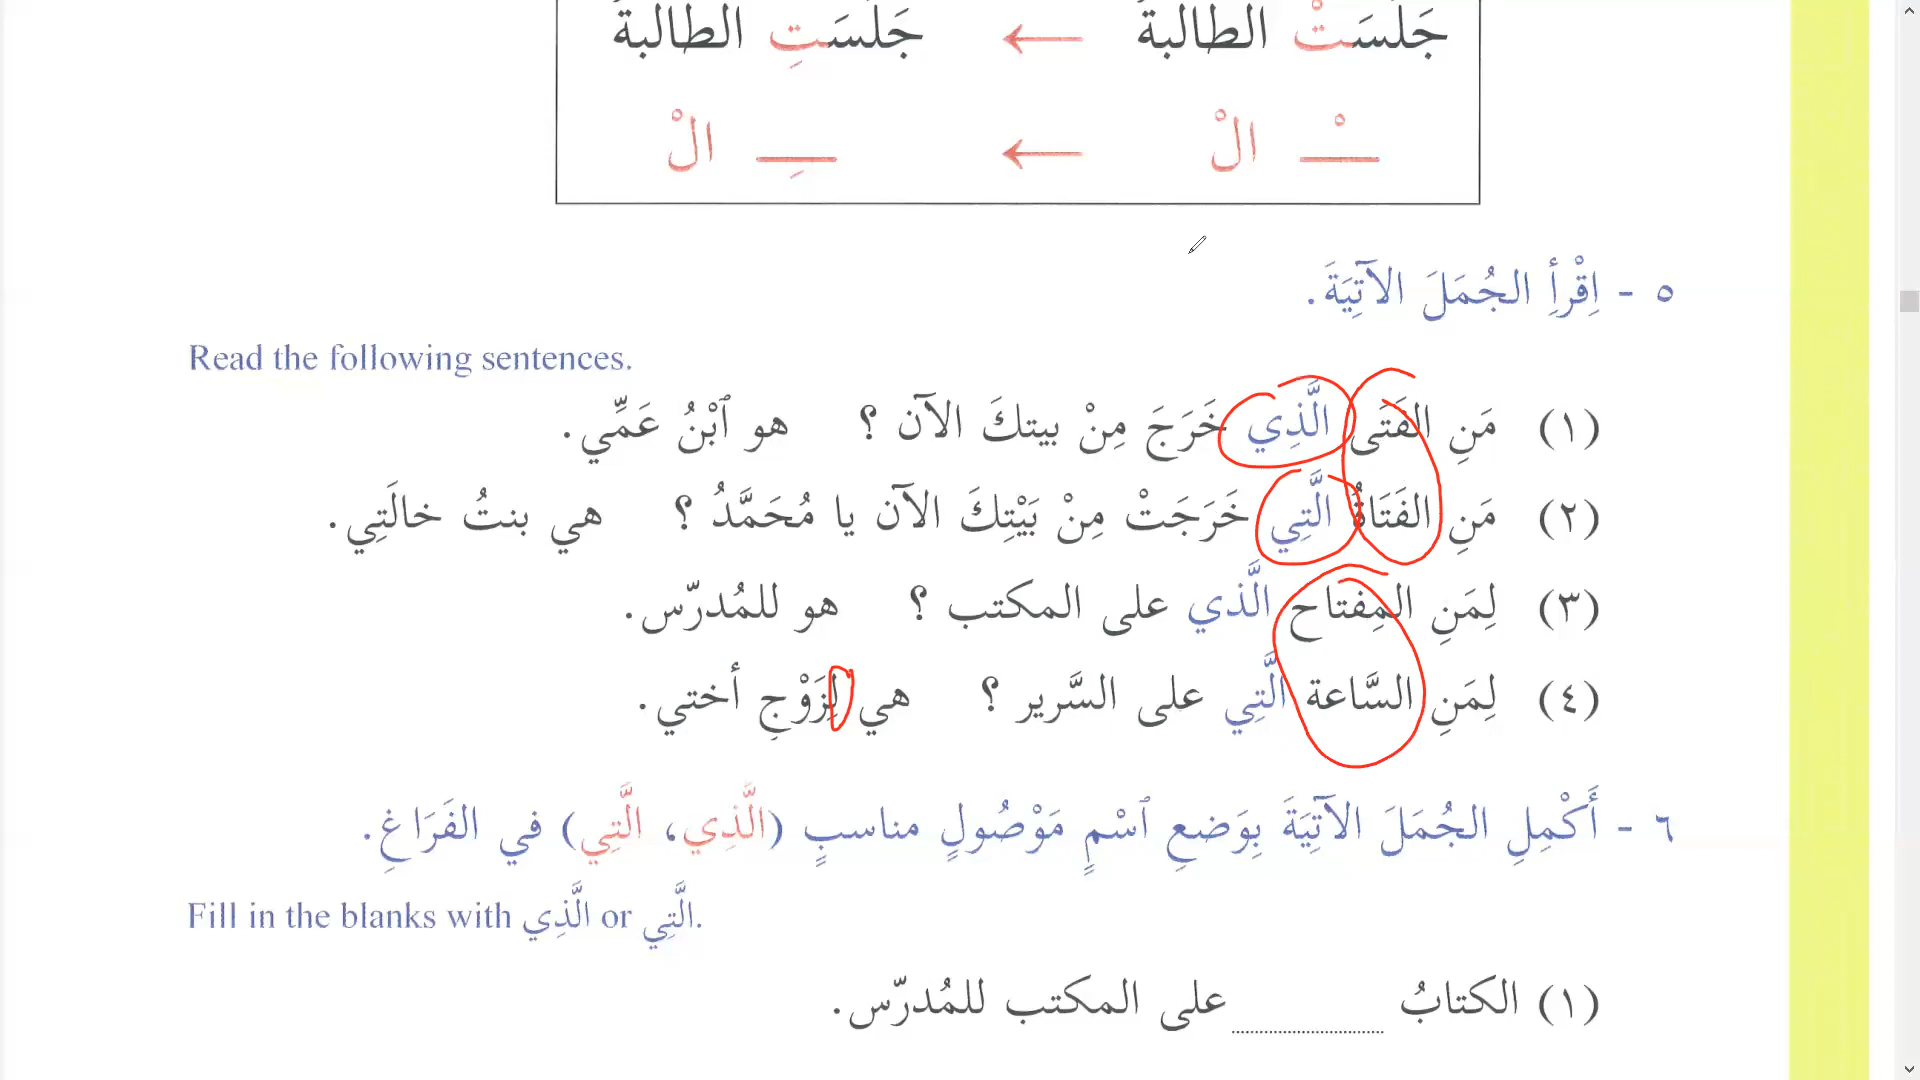 جَلَسَتْ الطالبةُ ← جَلَسَتِ الطالبةُ
ـْ الْ ← ـِ الْ
٥ - اِقْرأِ الجُمَلَ الآتِيَةَ.
Read the following sentences.
(١) مَنِ الفَتَى الَّذِي خَرَجَ مِنْ بيتكَ الآن ؟ هو ٱبْنُ عَمِّي.
(٢) مَنِ الفَتَاةُ الَّتِي خَرَجَتْ مِنْ بَيْتِكَ الآن يا مُحَمَّدُ ؟ هي بنتُ خالَتِي.
(٣) لِمَنِ المِفتاح الَّذي على المكتب ؟ هو للمُدرّس.
(٤) لِمَنِ السَّاعة الَّتِي على السَّرير ؟ هي لِزَوْجِ أختي.
٦ - أَكْمِلِ الجُمَلَ الآتِيَةَ بِوَضعِ ٱسْمٍ مَوْصُولٍ مناسبٍ (الَّذِي، الَّتِي) في الفَرَاغِ.
Fill in the blanks with الَّذِي or الَّتِي.
(١) الكتابُ ............ على المكتب للمُدرّس.